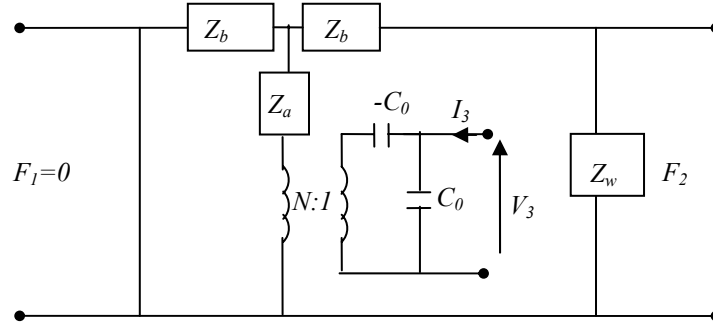 Z_b
Z_b
-C_0
I_3
Z_a
F_1=0
N:1
C_0
V_3
Z_w
F_2